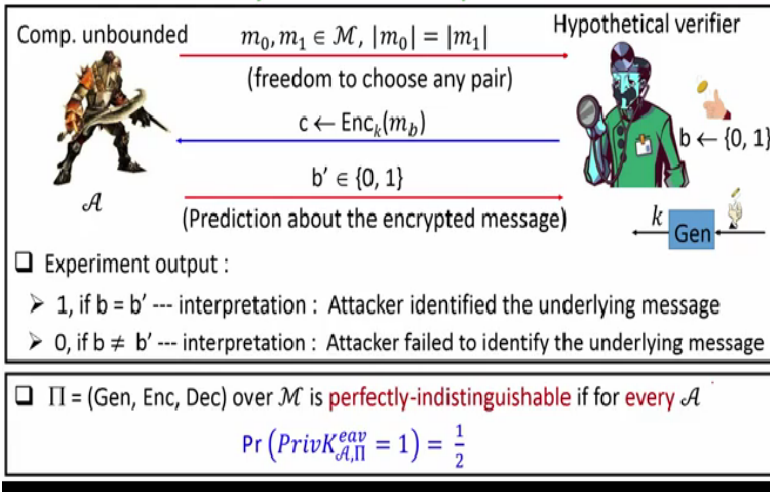 Comp. unbounded
Hypothetical verifier
m₀, m₁ ∈ ℳ, |m₀| = |m₁|
(freedom to choose any pair)
c ← Encₖ(m_b)
b ← {0, 1}
b′ ∈ {0, 1}
𝒜
(Prediction about the encrypted message)
k
Gen
❑ Experiment output :
➢ 1, if b = b′ --- interpretation : Attacker identified the underlying message
➢ 0, if b ≠ b′ --- interpretation : Attacker failed to identify the underlying message
❑ Π = (Gen, Enc, Dec) over ℳ is perfectly-indistinguishable if for every 𝒜
Pr (PrivK^{eav}_{𝒜,Π} = 1) = 1/2